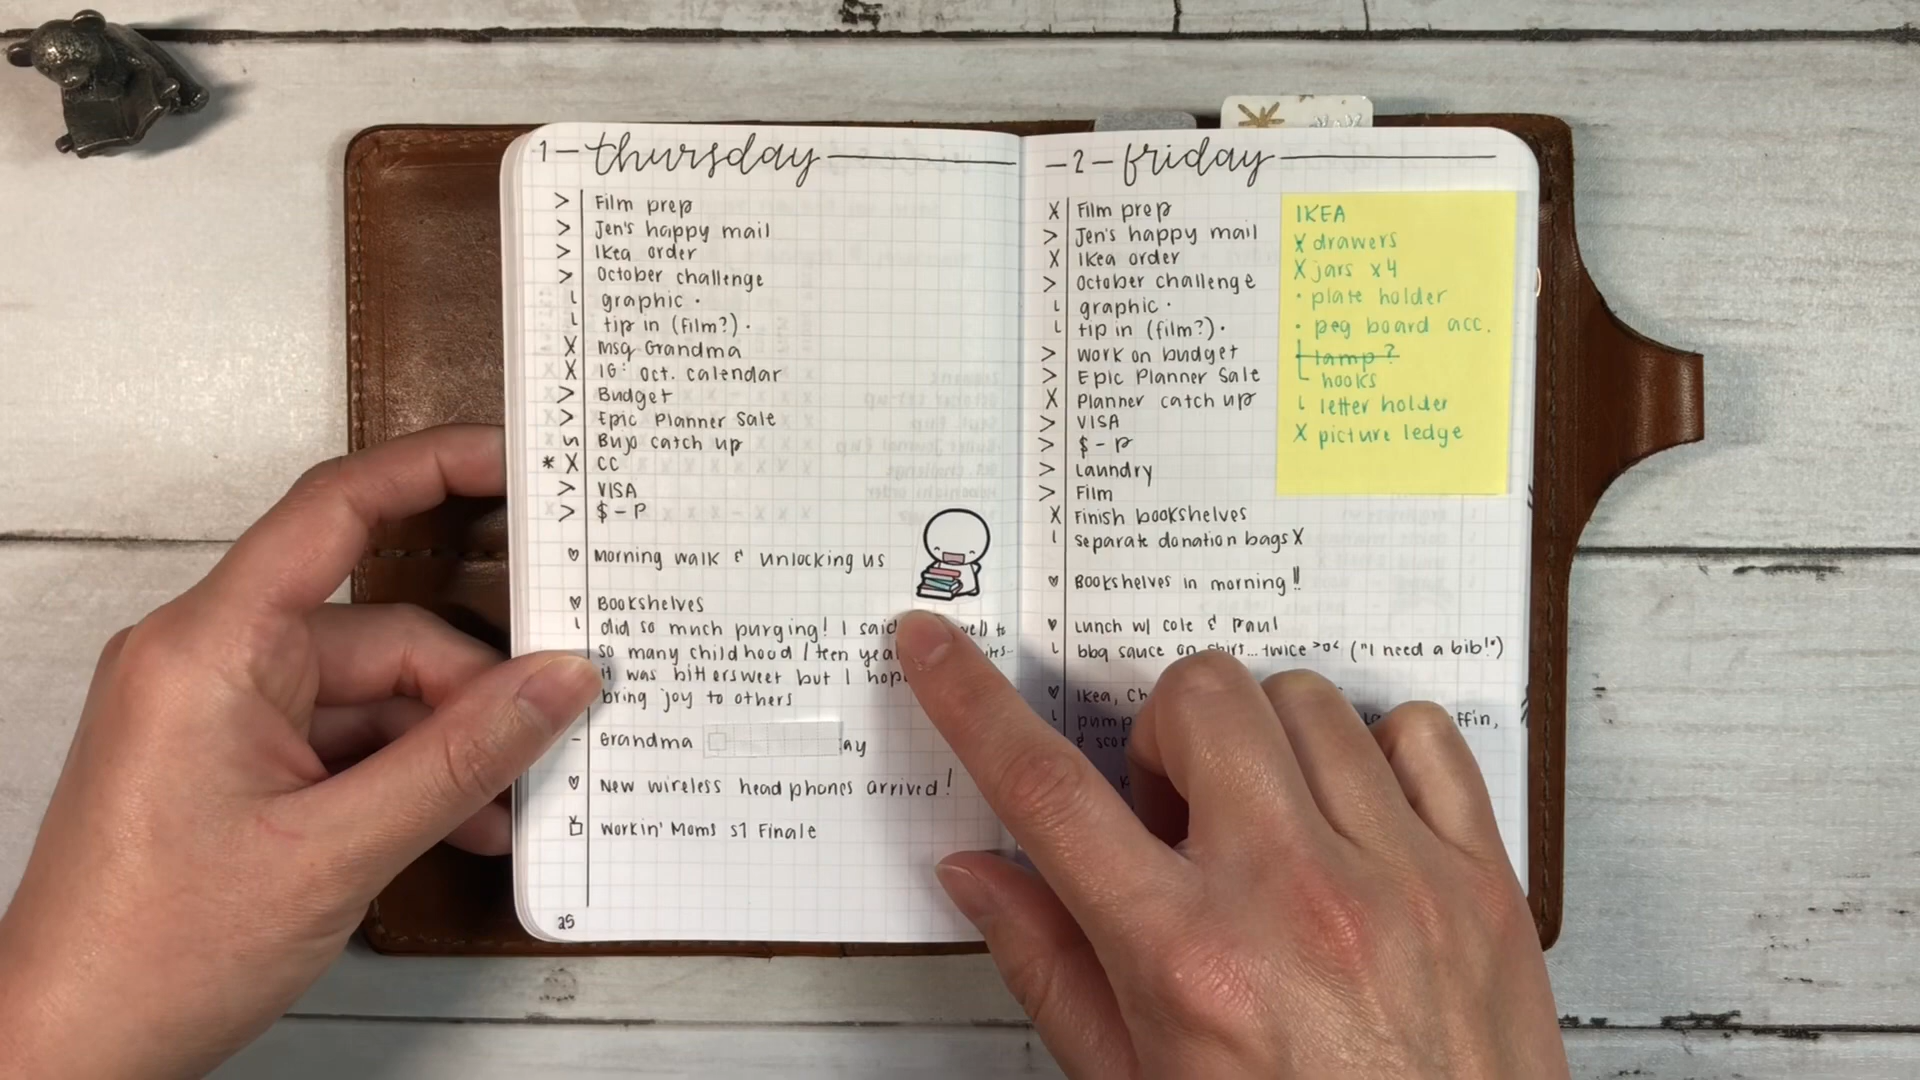 1 - thursday
> Film prep
> Jen's happy mail
> Ikea order
> October challenge
graphic ·
tip in (film?) ·
X Msg Grandma
X IG: Oct. calendar
> Budget
> Epic Planner Sale
Bujo catch up
* X CC
> VISA
> $ - P
♡ Morning walk & unlocking us
♡ Bookshelves
did so much purging! I said to
so many childhood / teen
it was bittersweet but I
bring joy to others
- Grandma ay
♡ New wireless headphones arrived!
Workin' Moms S1 Finale
25
- 2 - friday
X Film prep
> Jen's happy mail
X Ikea order
> October challenge
graphic ·
tip in (film?) ·
> work on budget
> Epic Planner Sale
X Planner catch up
> VISA
> $ - P
> Laundry
> Film
X Finish bookshelves
separate donation bags X
♡ Bookshelves in morning!!
♡ Lunch w/ cole & paul
bbq sauce on shirt... twice >o< ("I need a bib!")
♡ Ikea,
IKEA
X drawers
X jars x4
· plate holder
· peg board acc.
lamp?
hooks
letter holder
X picture ledge